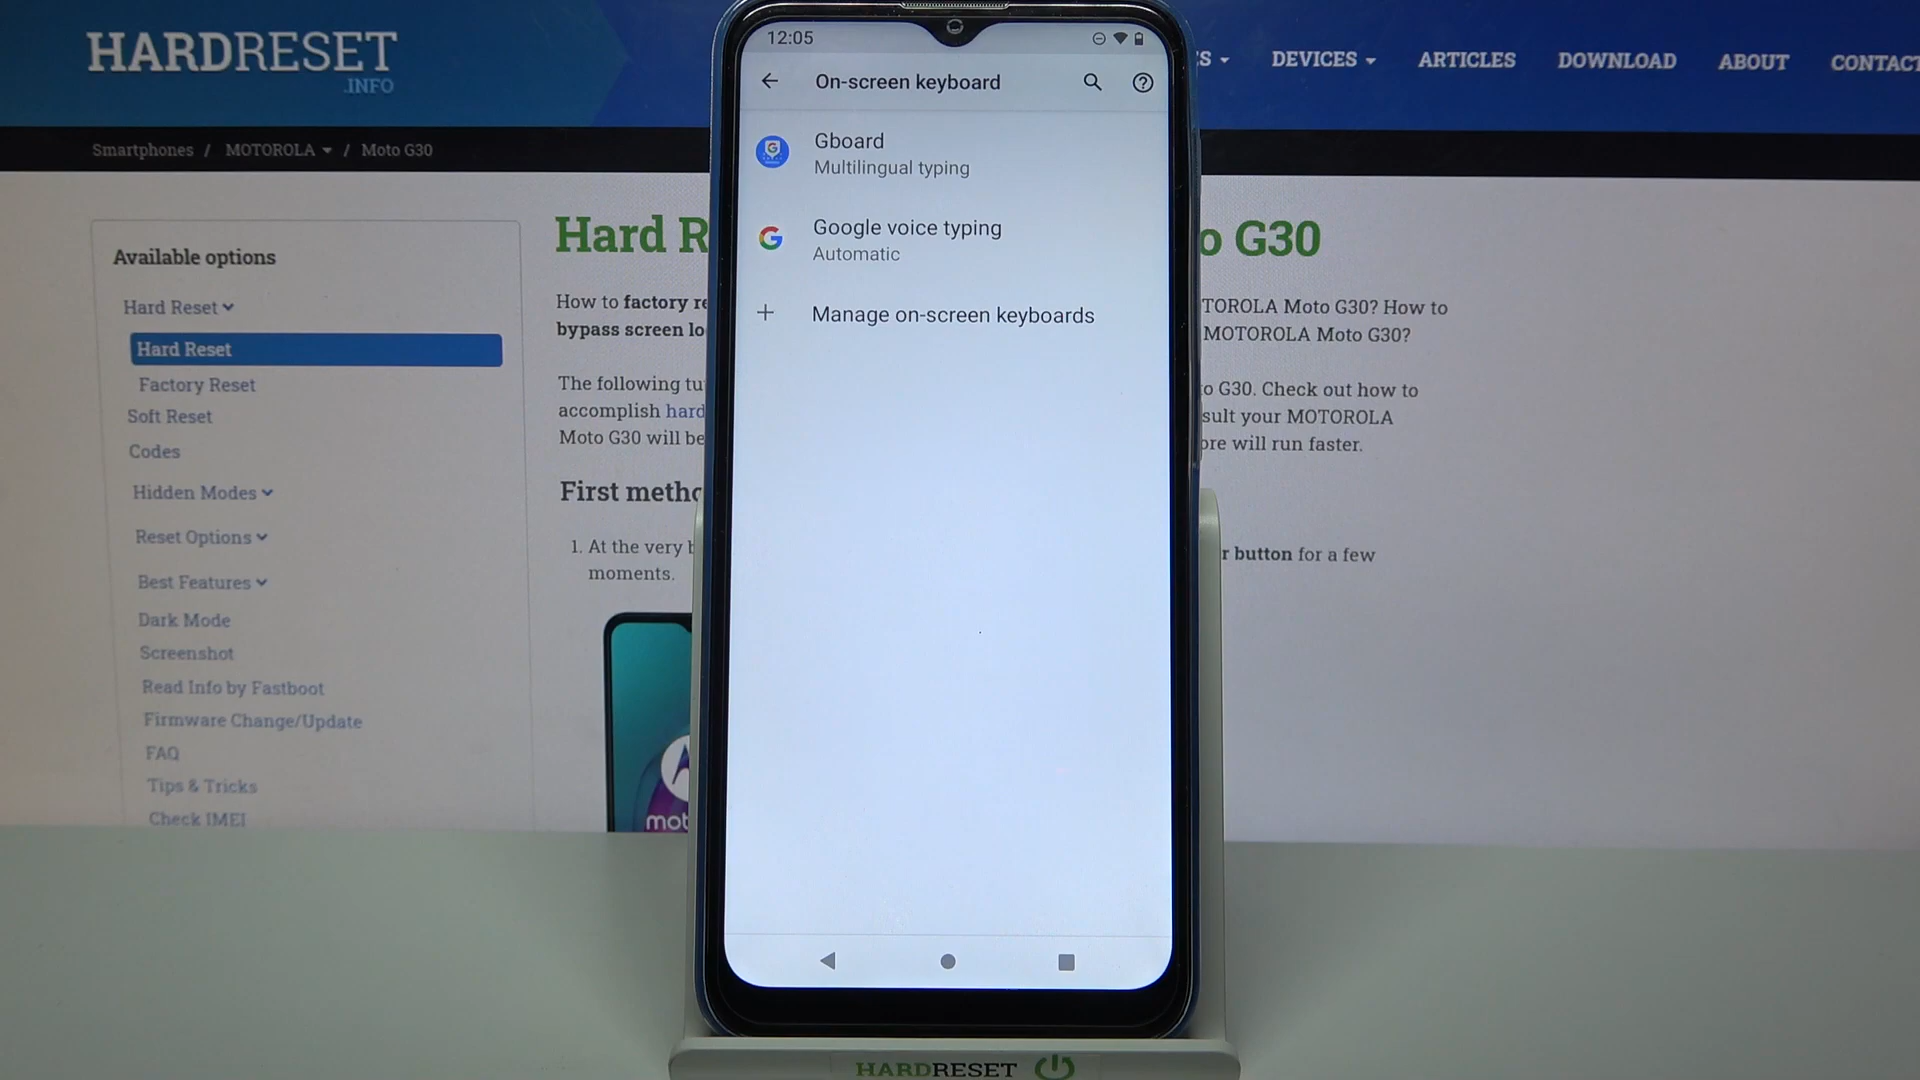 HARDRESET
.INFO
DEVICES
ARTICLES
DOWNLOAD
ABOUT
CONTACT
Smartphones / MOTOROLA / Moto G30
Available options
Hard Reset
Hard Reset
Factory Reset
Soft Reset
Codes
Hidden Modes
Reset Options
Best Features
Dark Mode
Screenshot
Read Info by Fastboot
Firmware Change/Update
FAQ
Tips & Tricks
Check IMEI
Hard R
o G30
How to factory re
bypass screen lo
TOROLA Moto G30? How to
MOTOROLA Moto G30?
The following tu
accomplish hard
Moto G30 will be
o G30. Check out how to
sult your MOTOROLA
ore will run faster.
First metho
1. At the very b
moments.
r button for a few
mot
12:05
On-screen keyboard
Gboard
Multilingual typing
Google voice typing
Automatic
Manage on-screen keyboards
HARDRESET